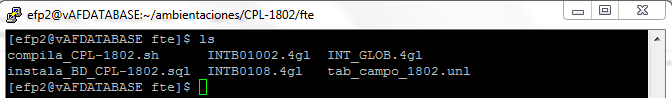 efp2@vAFDATABASE:~/ambientaciones/CPL-1802/fte
[efp2@vAFDATABASE fte]$ ls
compila_CPL-1802.sh INTB01002.4gl INT_GLOB.4gl
instala_BD_CPL-1802.sql INTB0108.4gl tab_campo_1802.unl
[efp2@vAFDATABASE fte]$